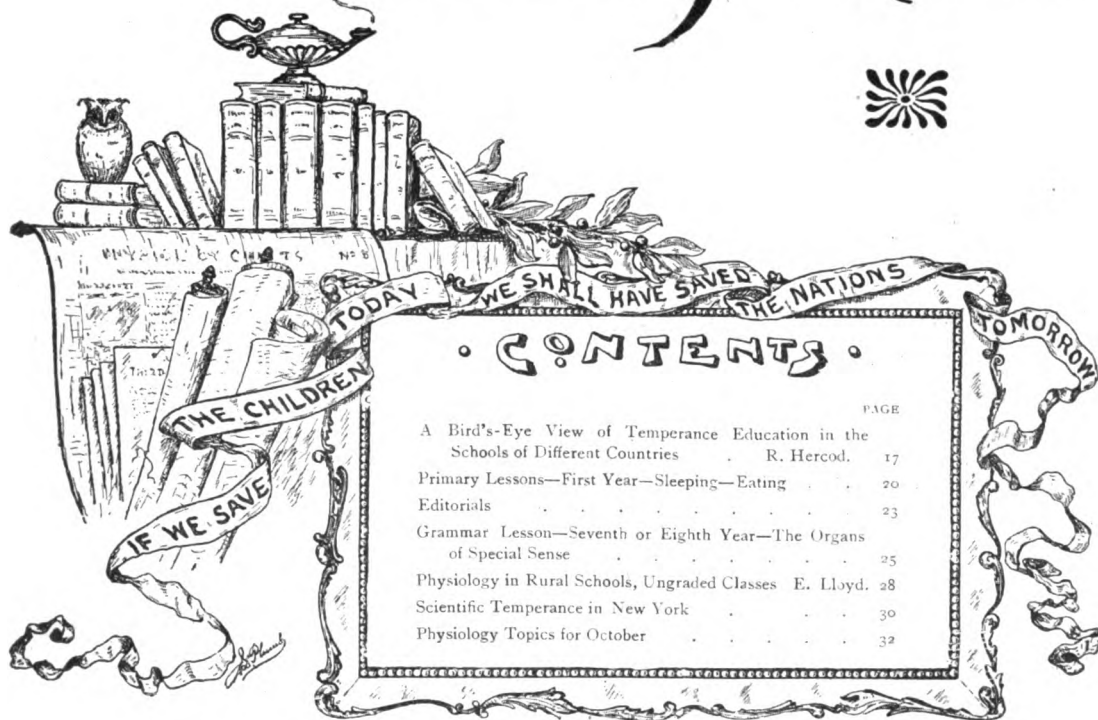 IF WE SAVE
THE CHILDREN
TODAY
WE SHALL HAVE SAVED
THE NATIONS
TOMORROW
No 8
• CONTENTS •
PAGE
A Bird's-Eye View of Temperance Education in the
Schools of Different Countries . R. Hercod. 17
Primary Lessons—First Year—Sleeping—Eating . . 20
Editorials . . . . . . . . 23
Grammar Lesson—Seventh or Eighth Year—The Organs
of Special Sense . . . . . . 25
Physiology in Rural Schools, Ungraded Classes E. Lloyd. 28
Scientific Temperance in New York . . . . 30
Physiology Topics for October . . . . . 32